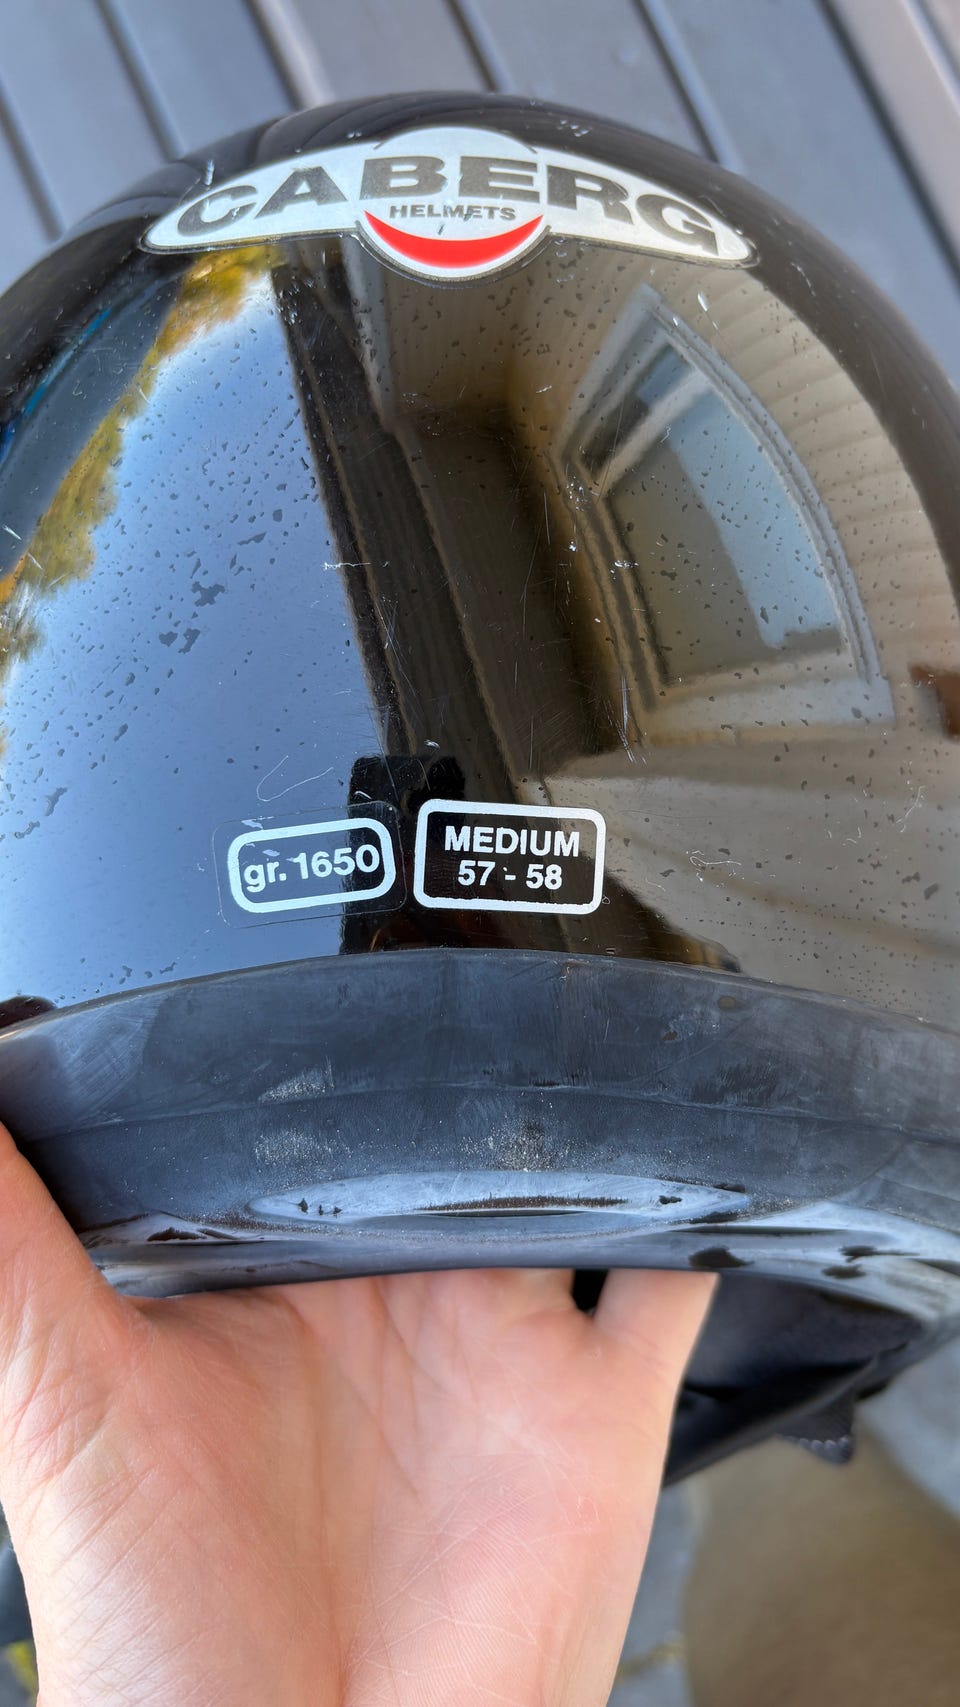 CABERG
HELMETS
gr. 1650
MEDIUM
57 - 58